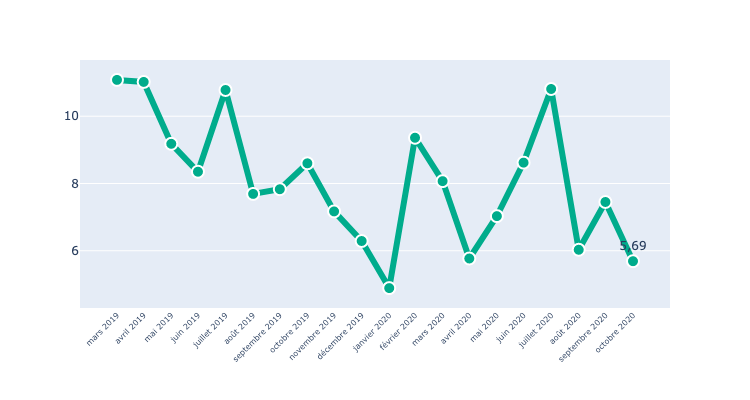 10
8
6
5.69
mars 2019
avril 2019
mai 2019
juin 2019
juillet 2019
août 2019
septembre 2019
octobre 2019
novembre 2019
décembre 2019
janvier 2020
février 2020
mars 2020
avril 2020
mai 2020
juin 2020
juillet 2020
août 2020
septembre 2020
octobre 2020